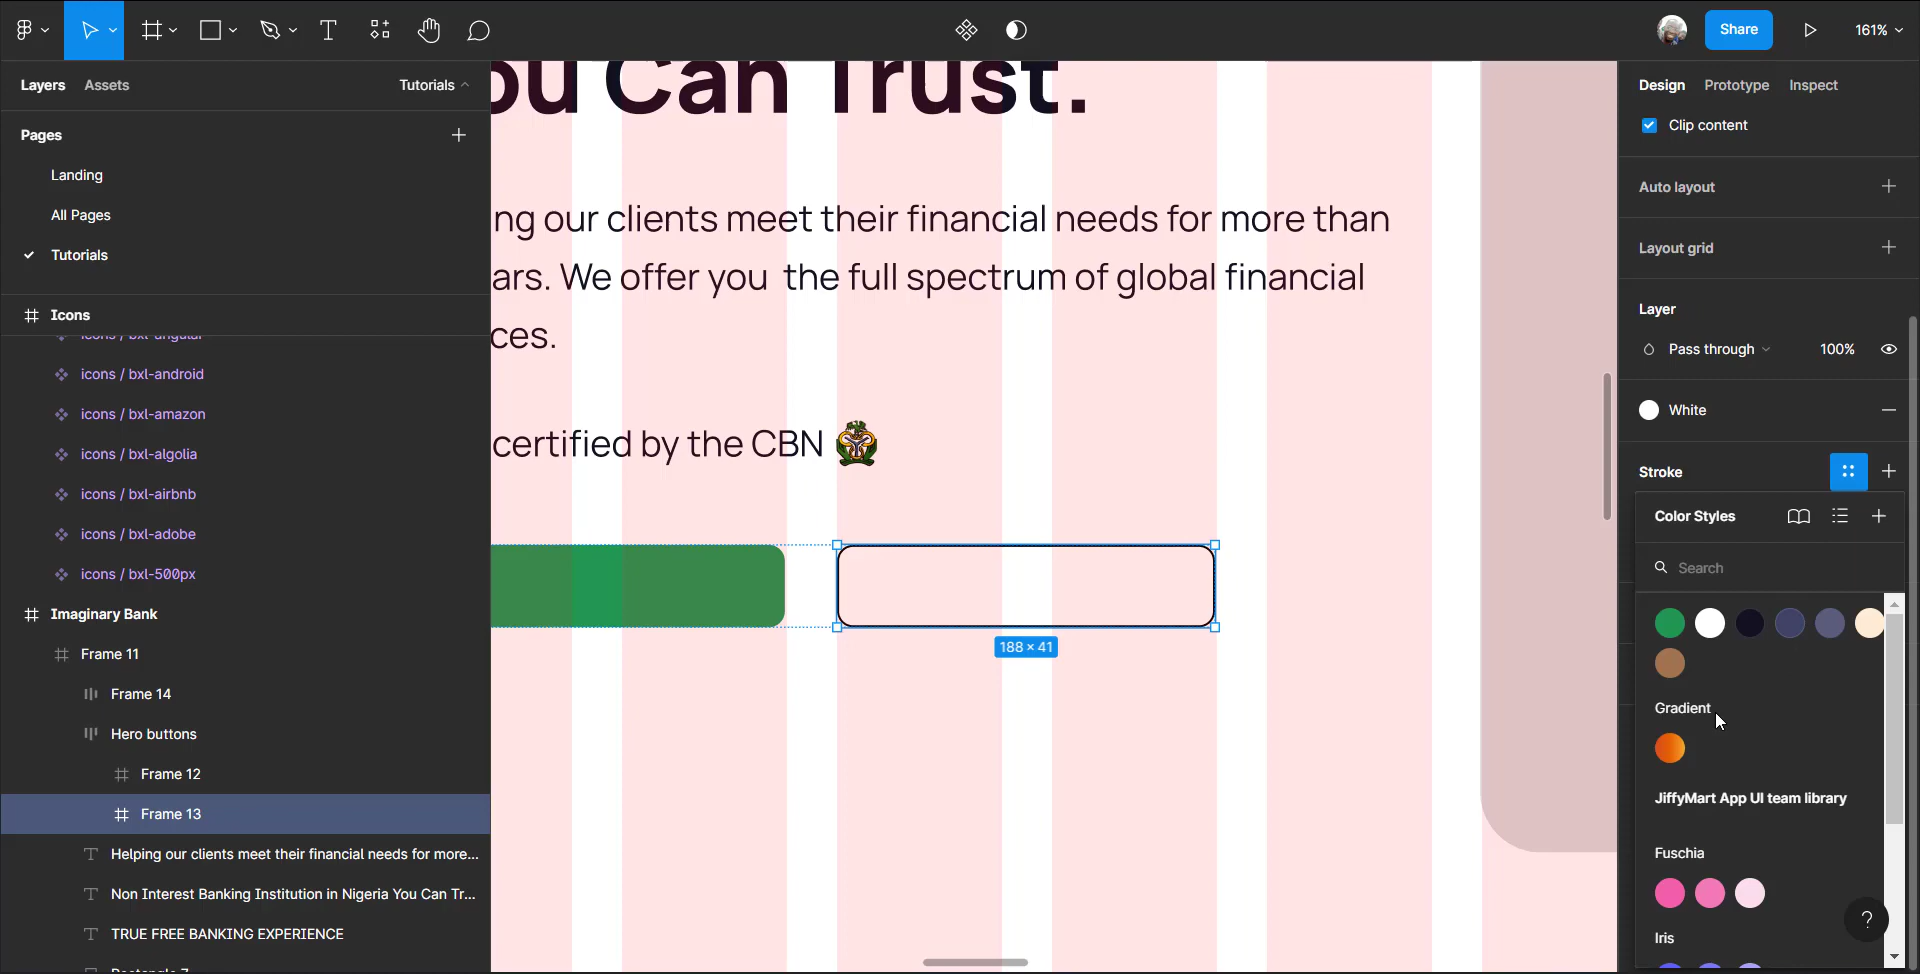 Share
161%
Layers
Assets
Tutorials
Pages
Landing
All Pages
Tutorials
Icons
icons / bxl-angular
icons / bxl-android
icons / bxl-amazon
icons / bxl-algolia
icons / bxl-airbnb
icons / bxl-adobe
icons / bxl-500px
Imaginary Bank
Frame 11
Frame 14
Hero buttons
Frame 12
Frame 13
Helping our clients meet their financial needs for more...
Non Interest Banking Institution in Nigeria You Can Tr...
TRUE FREE BANKING EXPERIENCE
ou Can Trust.
ng our clients meet their financial needs for more than
ars. We offer you the full spectrum of global financial
ces.
certified by the CBN
188 × 41
Design
Prototype
Inspect
Clip content
Auto layout
Layout grid
Layer
Pass through
100%
White
Stroke
Color Styles
Search
Gradient
JiffyMart App UI team library
Fuschia
?
Iris